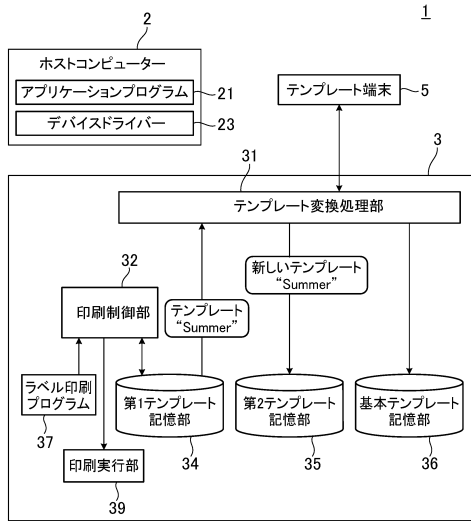 1
2
ホストコンピューター
アプリケーションプログラム
21
デバイスドライバー
23
テンプレート端末
5
3
31
テンプレート変換処理部
32
印刷制御部
テンプレート
“Summer”
新しいテンプレート
“Summer”
ラベル印刷
プログラム
37
第1テンプレート
記憶部
34
第2テンプレート
記憶部
35
基本テンプレート
記憶部
36
印刷実行部
39